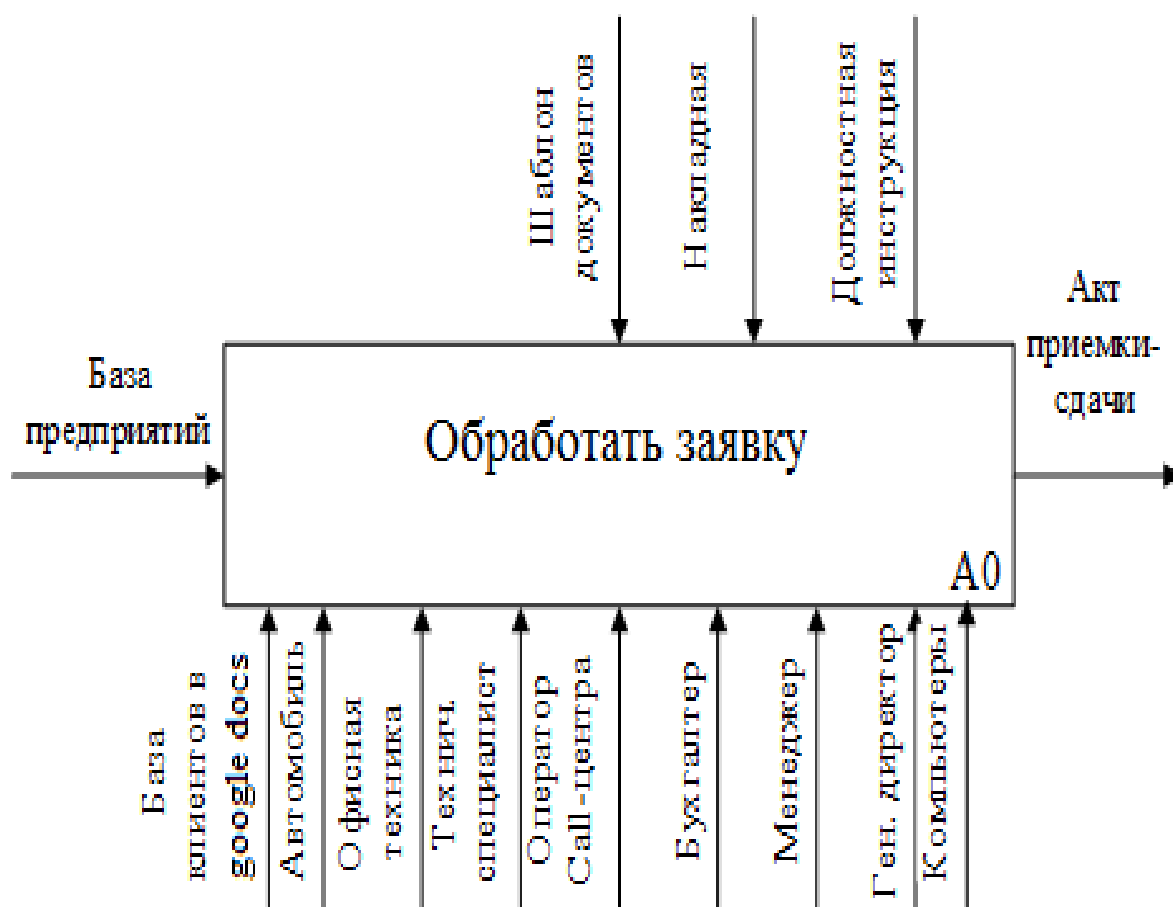 Шаблон
документов
Накладная
Должностная
инструкция
База
предприятий
Обработать заявку
Акт
приемки-
сдачи
А0
База
клиентов в
google docs
Автомобиль
Офисная
техника
Технич.
специалист
Оператор
Call-центра
Бухгалтер
Менеджер
Ген. директор
Компьютеры